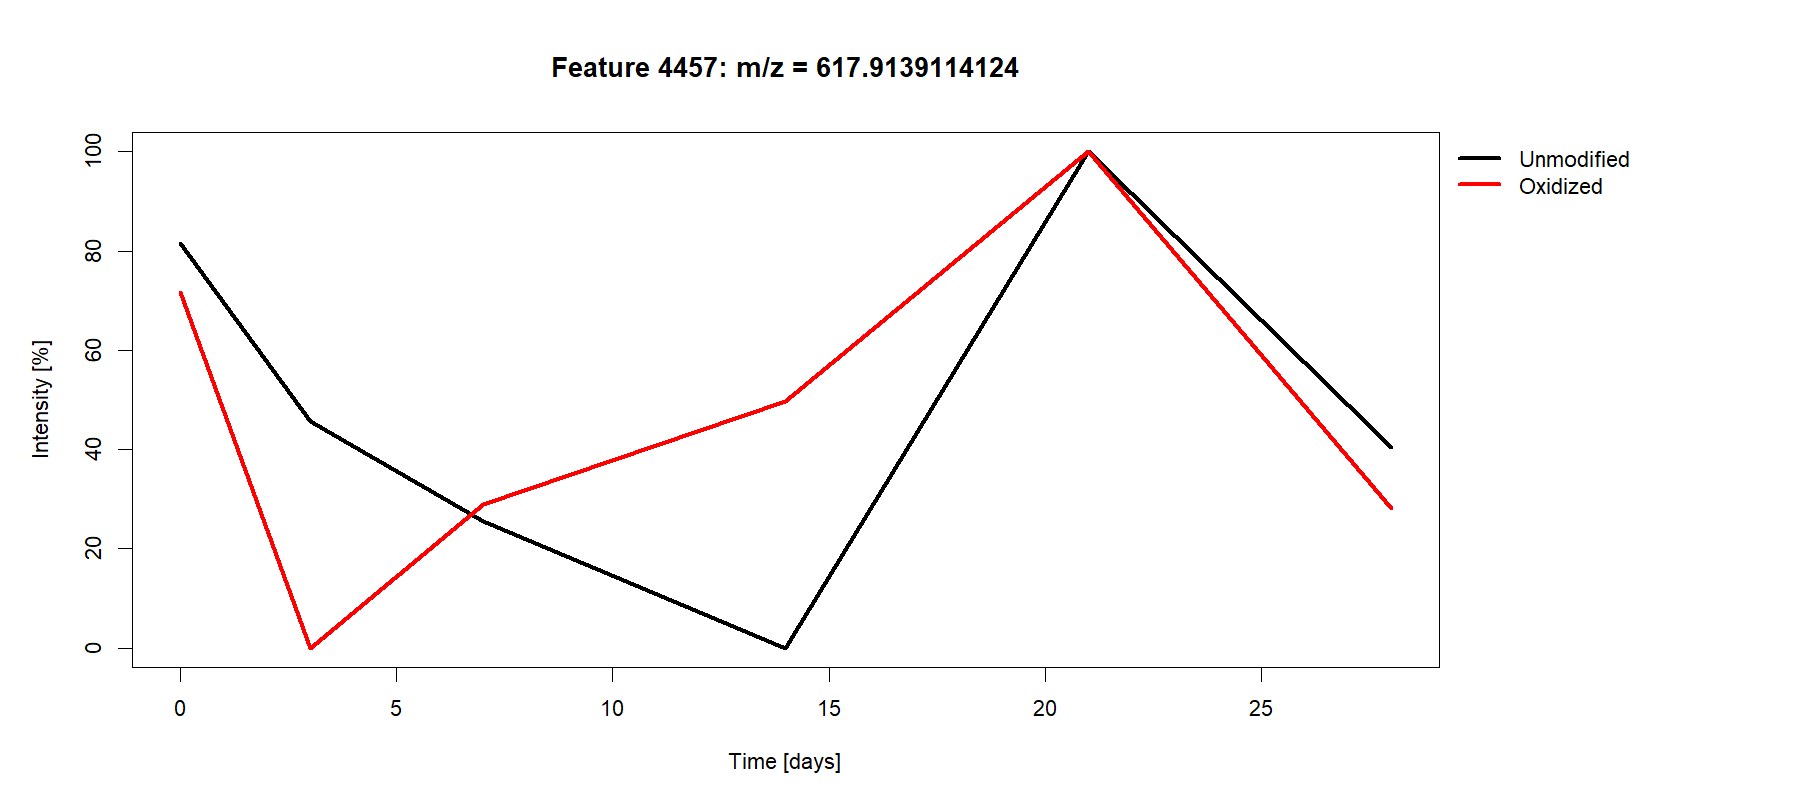 Feature 4457: m/z = 617.9139114124
Unmodified
Oxidized
Intensity [%]
100
80
60
40
20
0
0 5 10 15 20 25
Time [days]